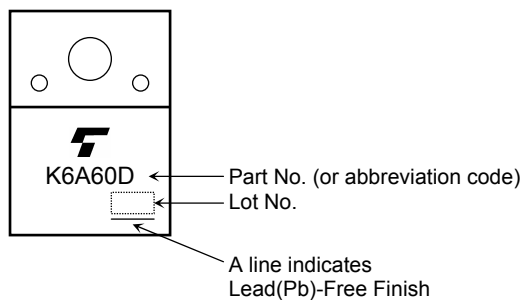 K6A60D
Part No. (or abbreviation code)
Lot No.
A line indicates
Lead(Pb)-Free Finish